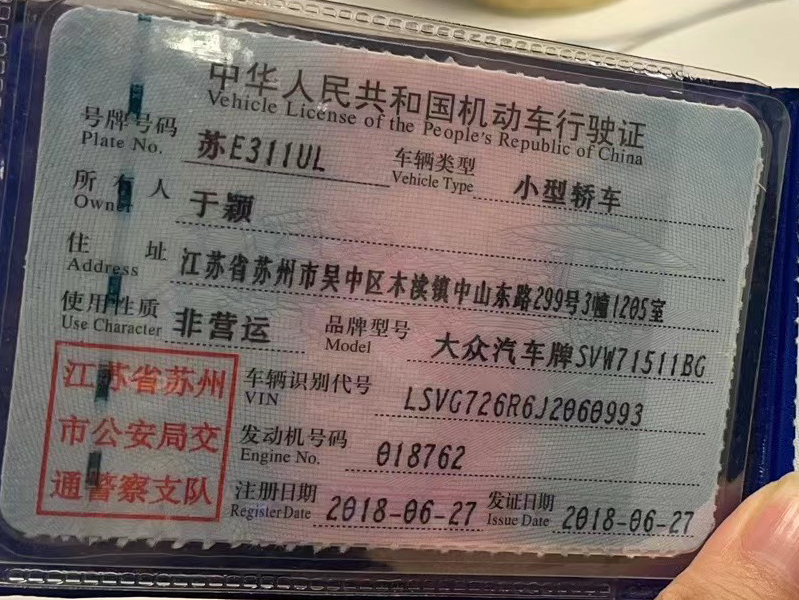 中华人民共和国机动车行驶证
Vehicle License of the People's Republic of China
号牌号码 苏E311UL 车辆类型 小型轿车
Plate No. Vehicle Type
所有人 于颖
Owner
住址 江苏省苏州市吴中区木渎镇中山东路299号3幢1205室
Address
使用性质 非营运 品牌型号 大众汽车牌SVW71511BG
Use Character Model
江苏省苏州
市公安局交
通警察支队
车辆识别代号 LSVG726R6J2060993
VIN
发动机号码 018762
Engine No.
注册日期 2018-06-27 发证日期 2018-06-27
Register Date Issue Date